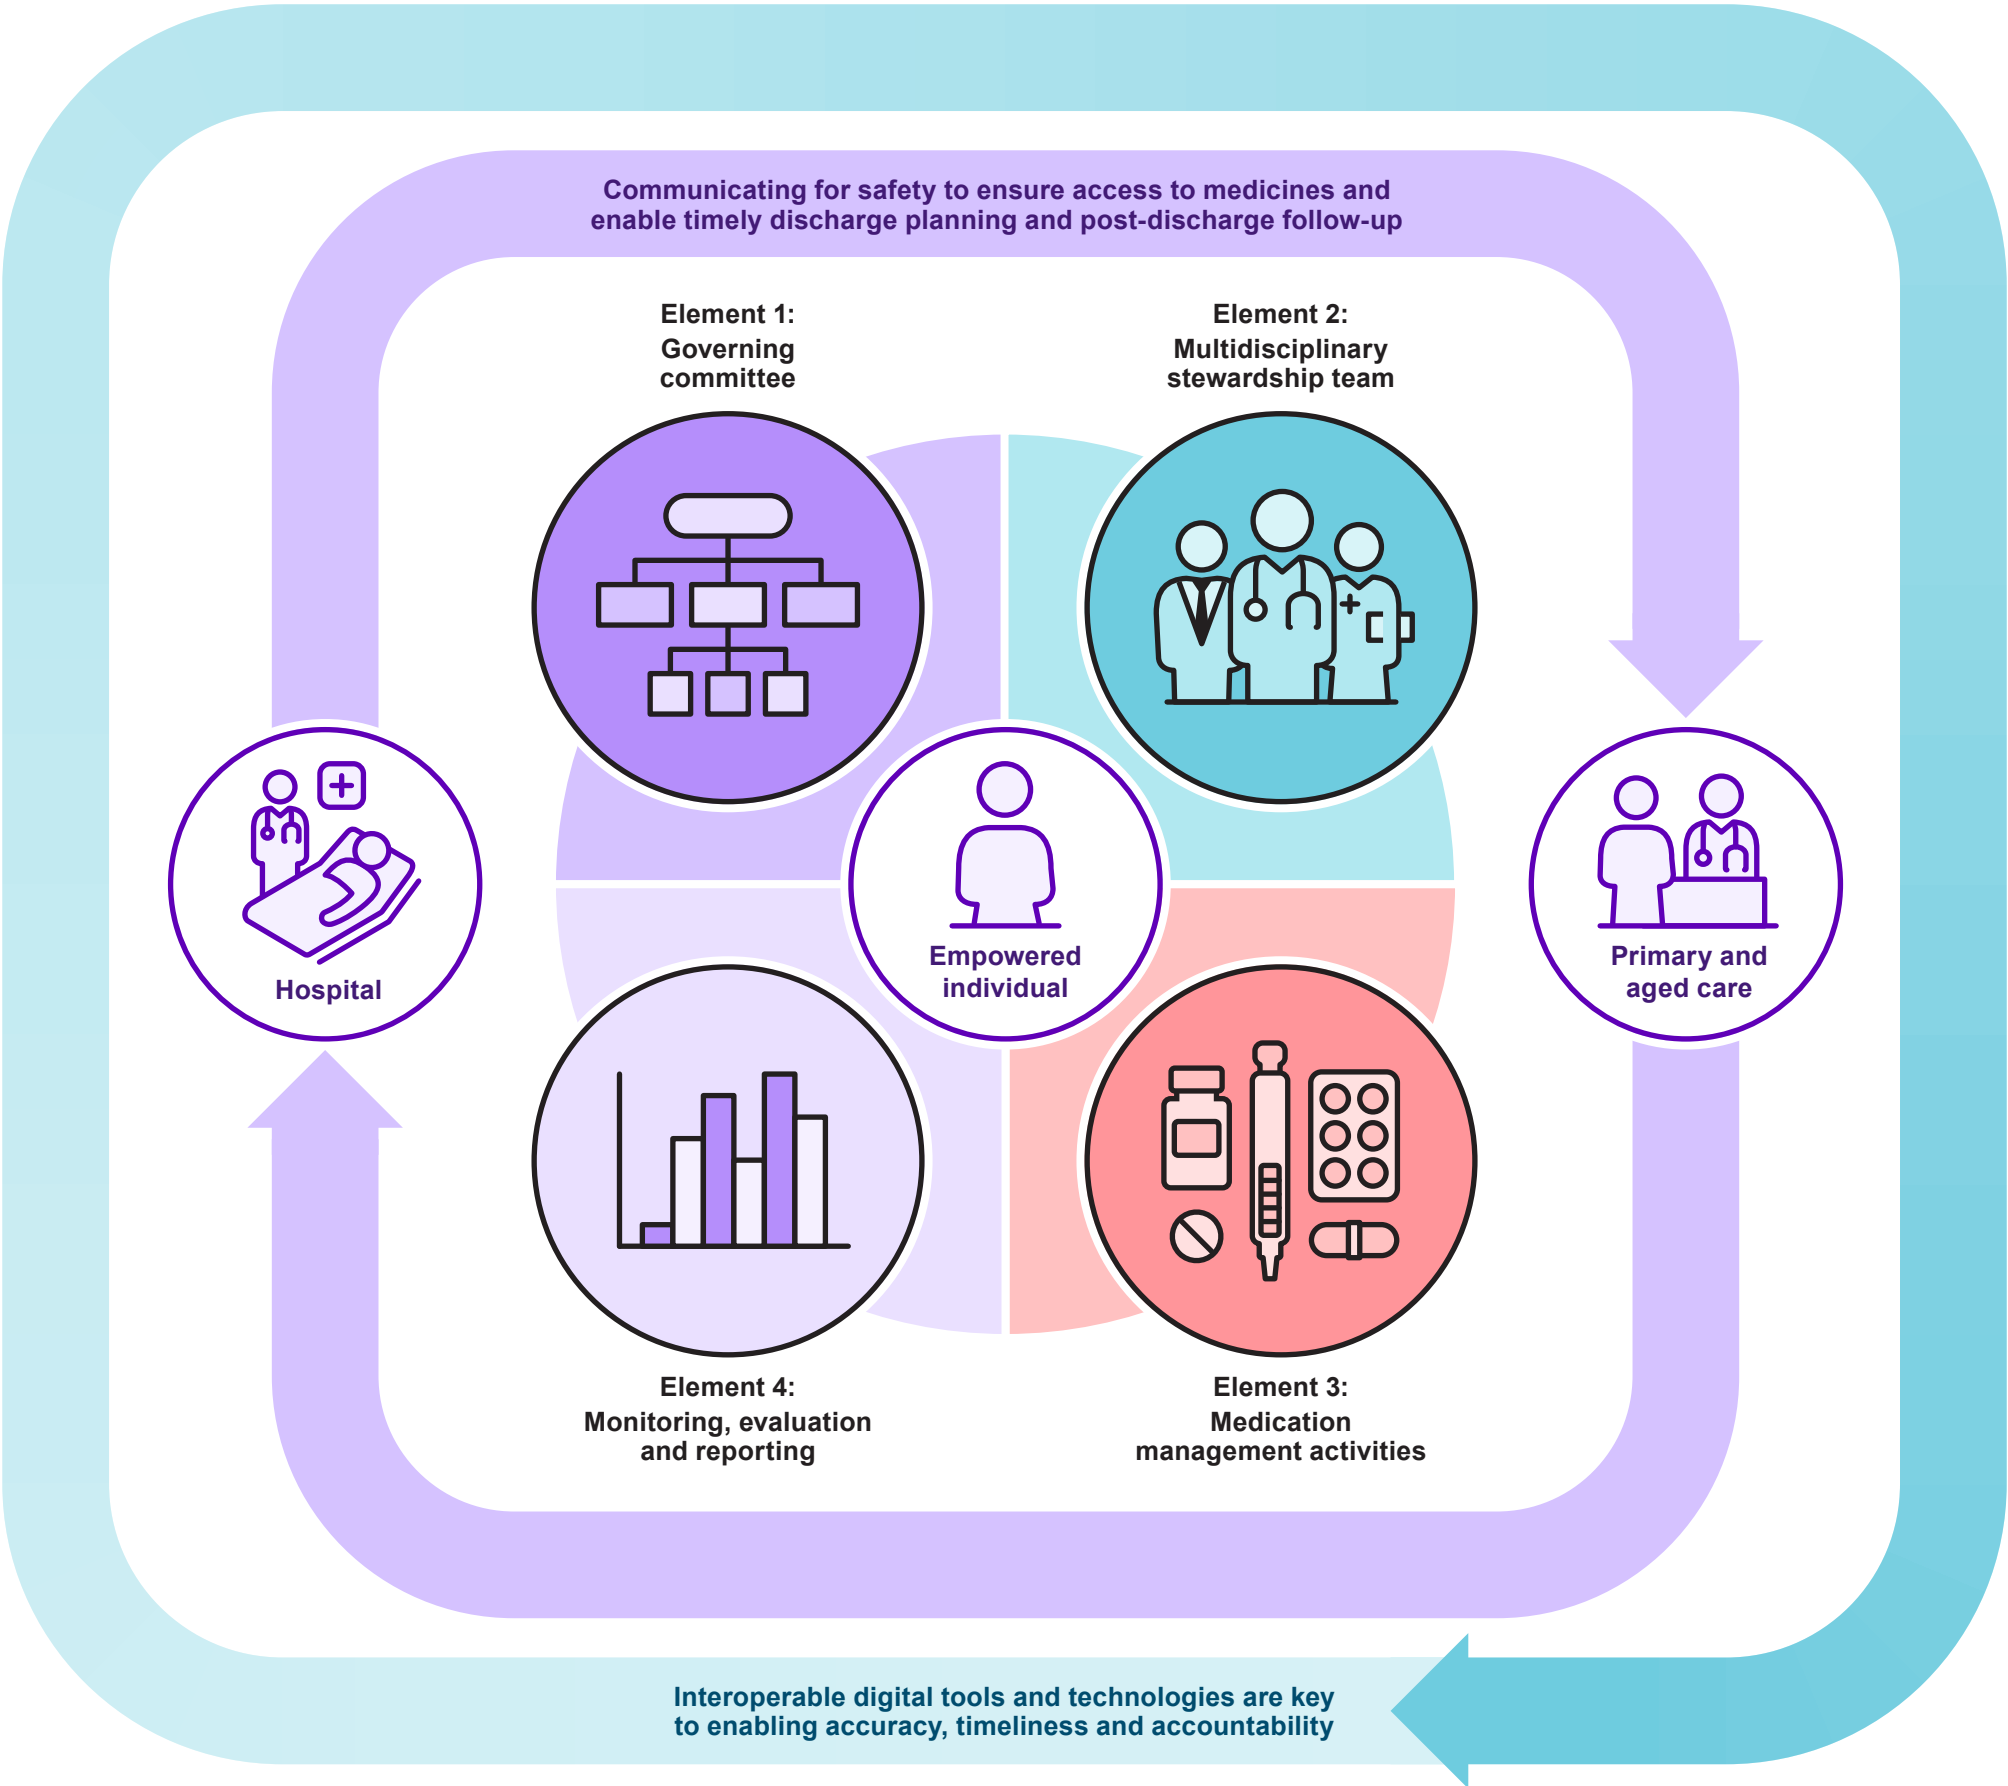 Communicating for safety to ensure access to medicines and
enable timely discharge planning and post-discharge follow-up
Element 1:
Governing
committee
Element 2:
Multidisciplinary
stewardship team
Hospital
Empowered
individual
Primary and
aged care
Element 4:
Monitoring, evaluation
and reporting
Element 3:
Medication
management activities
Interoperable digital tools and technologies are key
to enabling accuracy, timeliness and accountability